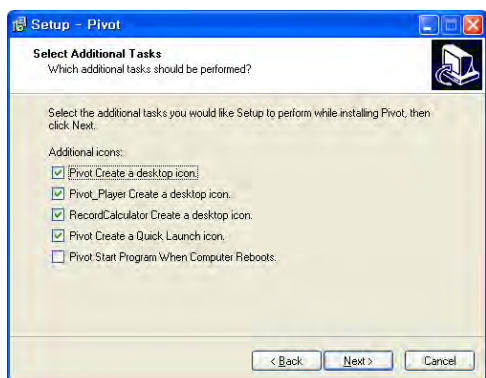 Setup - Pivot
Select Additional Tasks
Which additional tasks should be performed?
Select the additional tasks you would like Setup to perform while installing Pivot, then
click Next.
Additional icons:
Pivot Create a desktop icon.
Pivot_Player Create a desktop icon.
RecordCalculator Create a desktop icon.
Pivot Create a Quick Launch icon.
Pivot Start Program When Computer Reboots.
< Back
Next >
Cancel